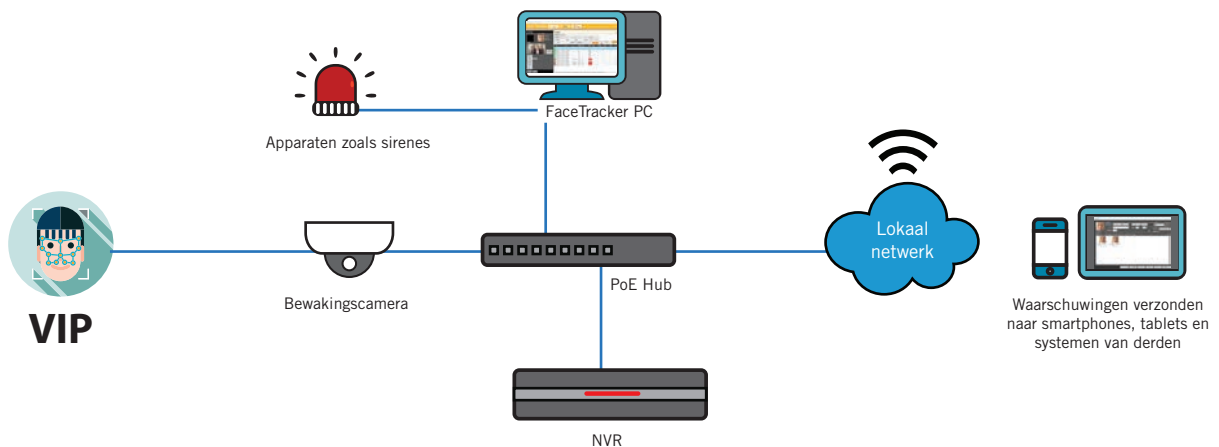 FaceTracker PC
Apparaten zoals sirenes
Lokaal
netwerk
PoE Hub
Bewakingscamera
VIP
Waarschuwingen verzonden
naar smartphones, tablets en
systemen van derden
NVR